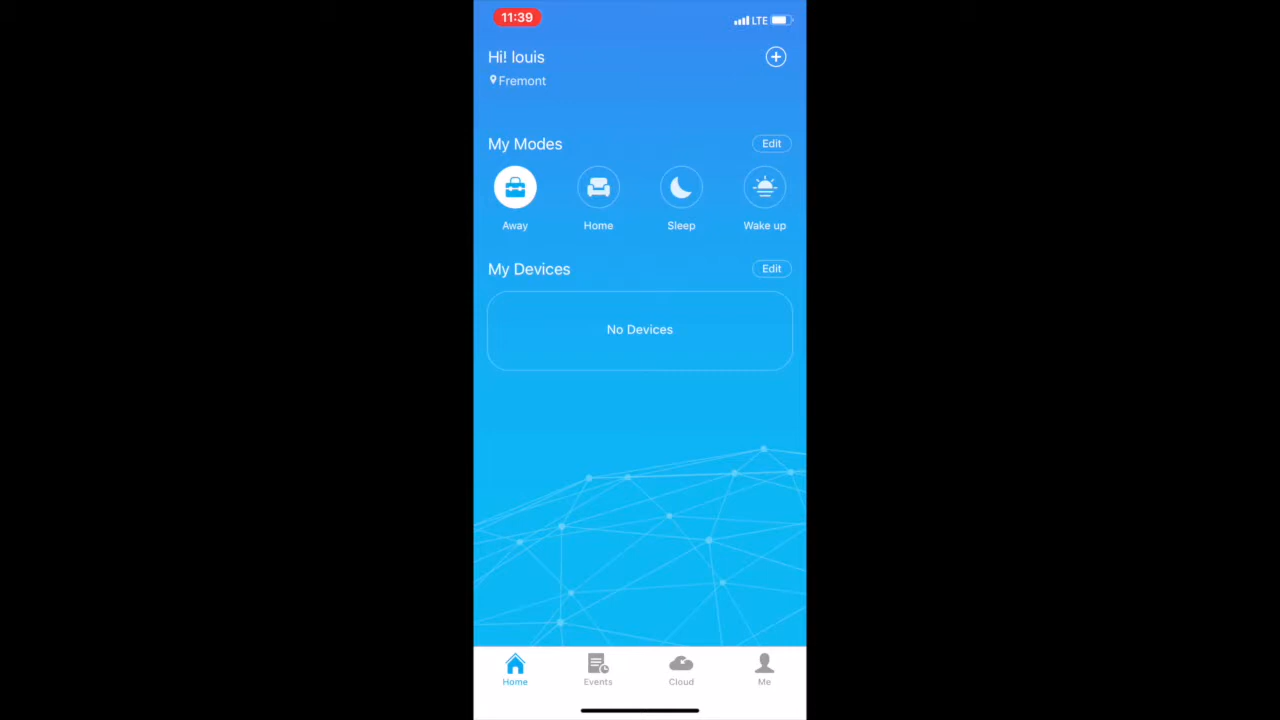 11:39
LTE
Hi! louis
Fremont
My Modes
Edit
Away
Home
Sleep
Wake up
My Devices
Edit
No Devices
Home
Events
Cloud
Me